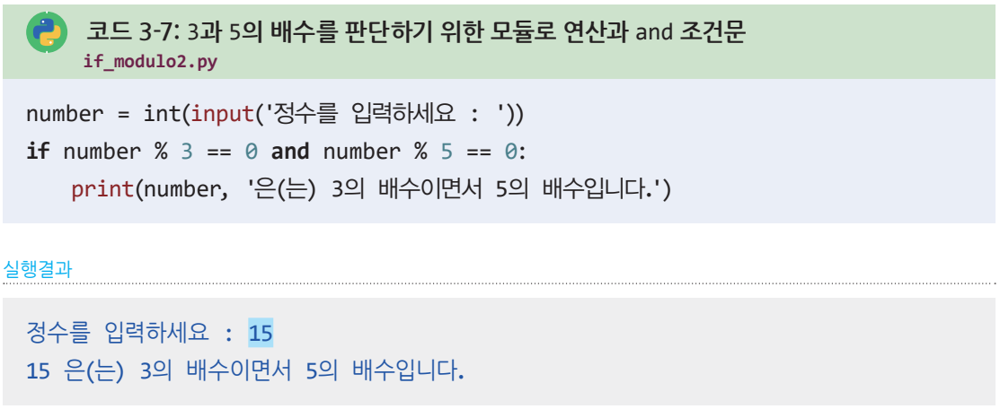 코드 3-7: 3과 5의 배수를 판단하기 위한 모듈로 연산과 and 조건문
if_modulo2.py
number = int(input('정수를 입력하세요 : '))
if number % 3 == 0 and number % 5 == 0:
    print(number, '은(는) 3의 배수이면서 5의 배수입니다.')
실행결과
정수를 입력하세요 : 15
15 은(는) 3의 배수이면서 5의 배수입니다.